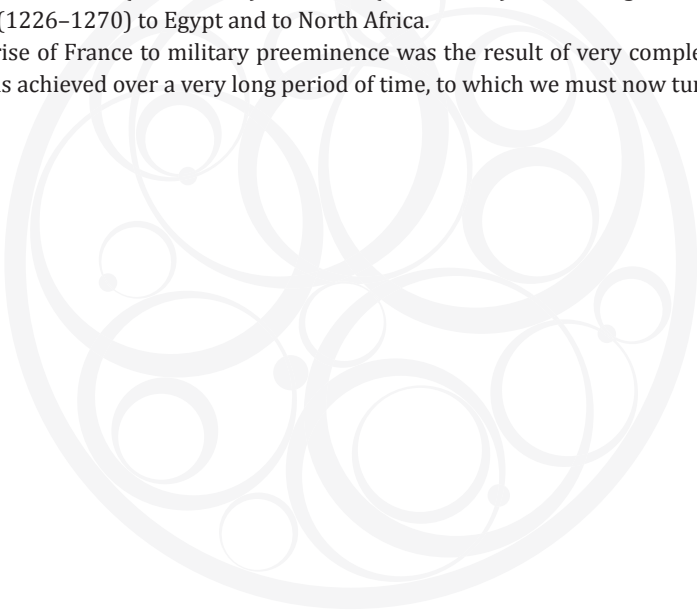 (1226–1270) to Egypt and to North Africa.
rise of France to military preeminence was the result of very
achieved over a very long period of time, to which we must now